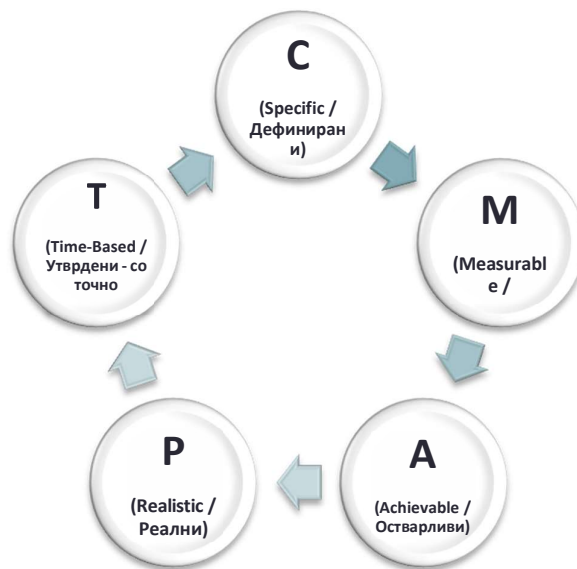 С
(Specific /
Дефиниран
и)
М
(Measurabl
e /
А
(Achievable /
Остварливи)
Р
(Realistic /
Реални)
Т
(Time-Based /
Утврдени - со
точно